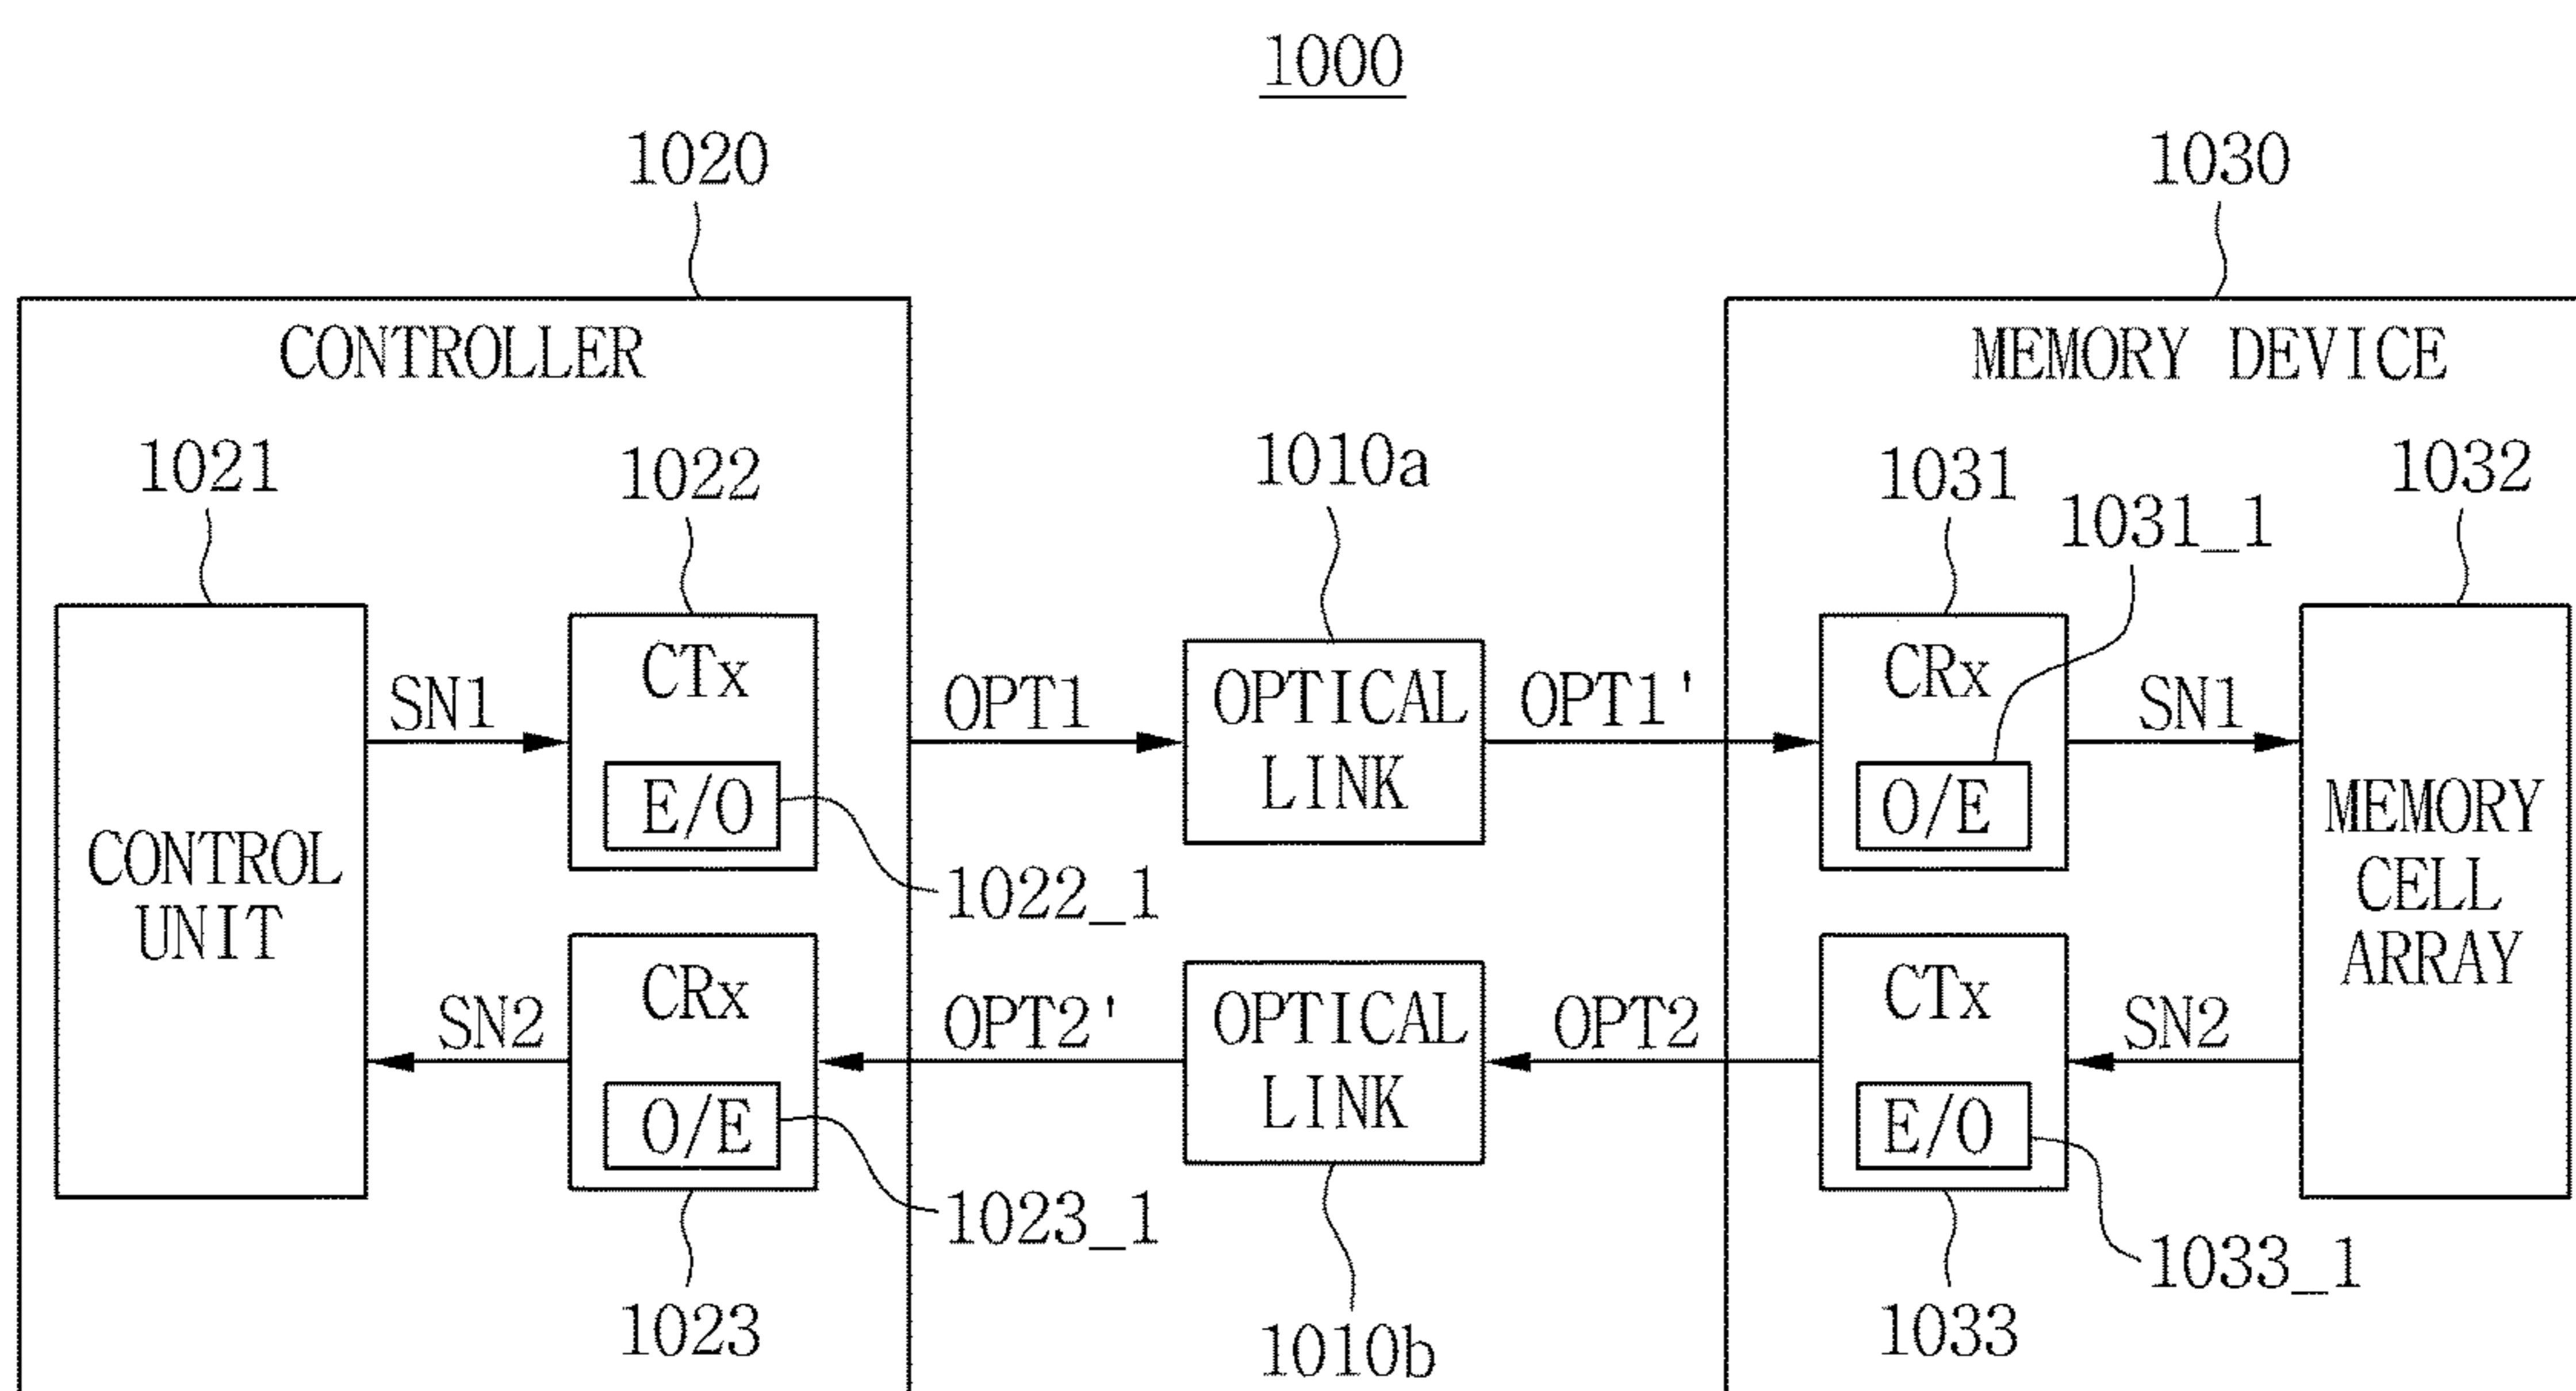 1000
1020
1030
CONTROLLER
MEMORY DEVICE
1021
1022
1010a
1031
1031_1
1032
CTx
CRx
SN1
OPT1
OPTICAL
LINK
OPT1'
SN1
E/O
O/E
CONTROL
UNIT
1022_1
MEMORY
CELL
ARRAY
CRx
CTx
SN2
OPT2'
OPTICAL
LINK
OPT2
SN2
O/E
E/O
1023_1
1033_1
1023
1010b
1033